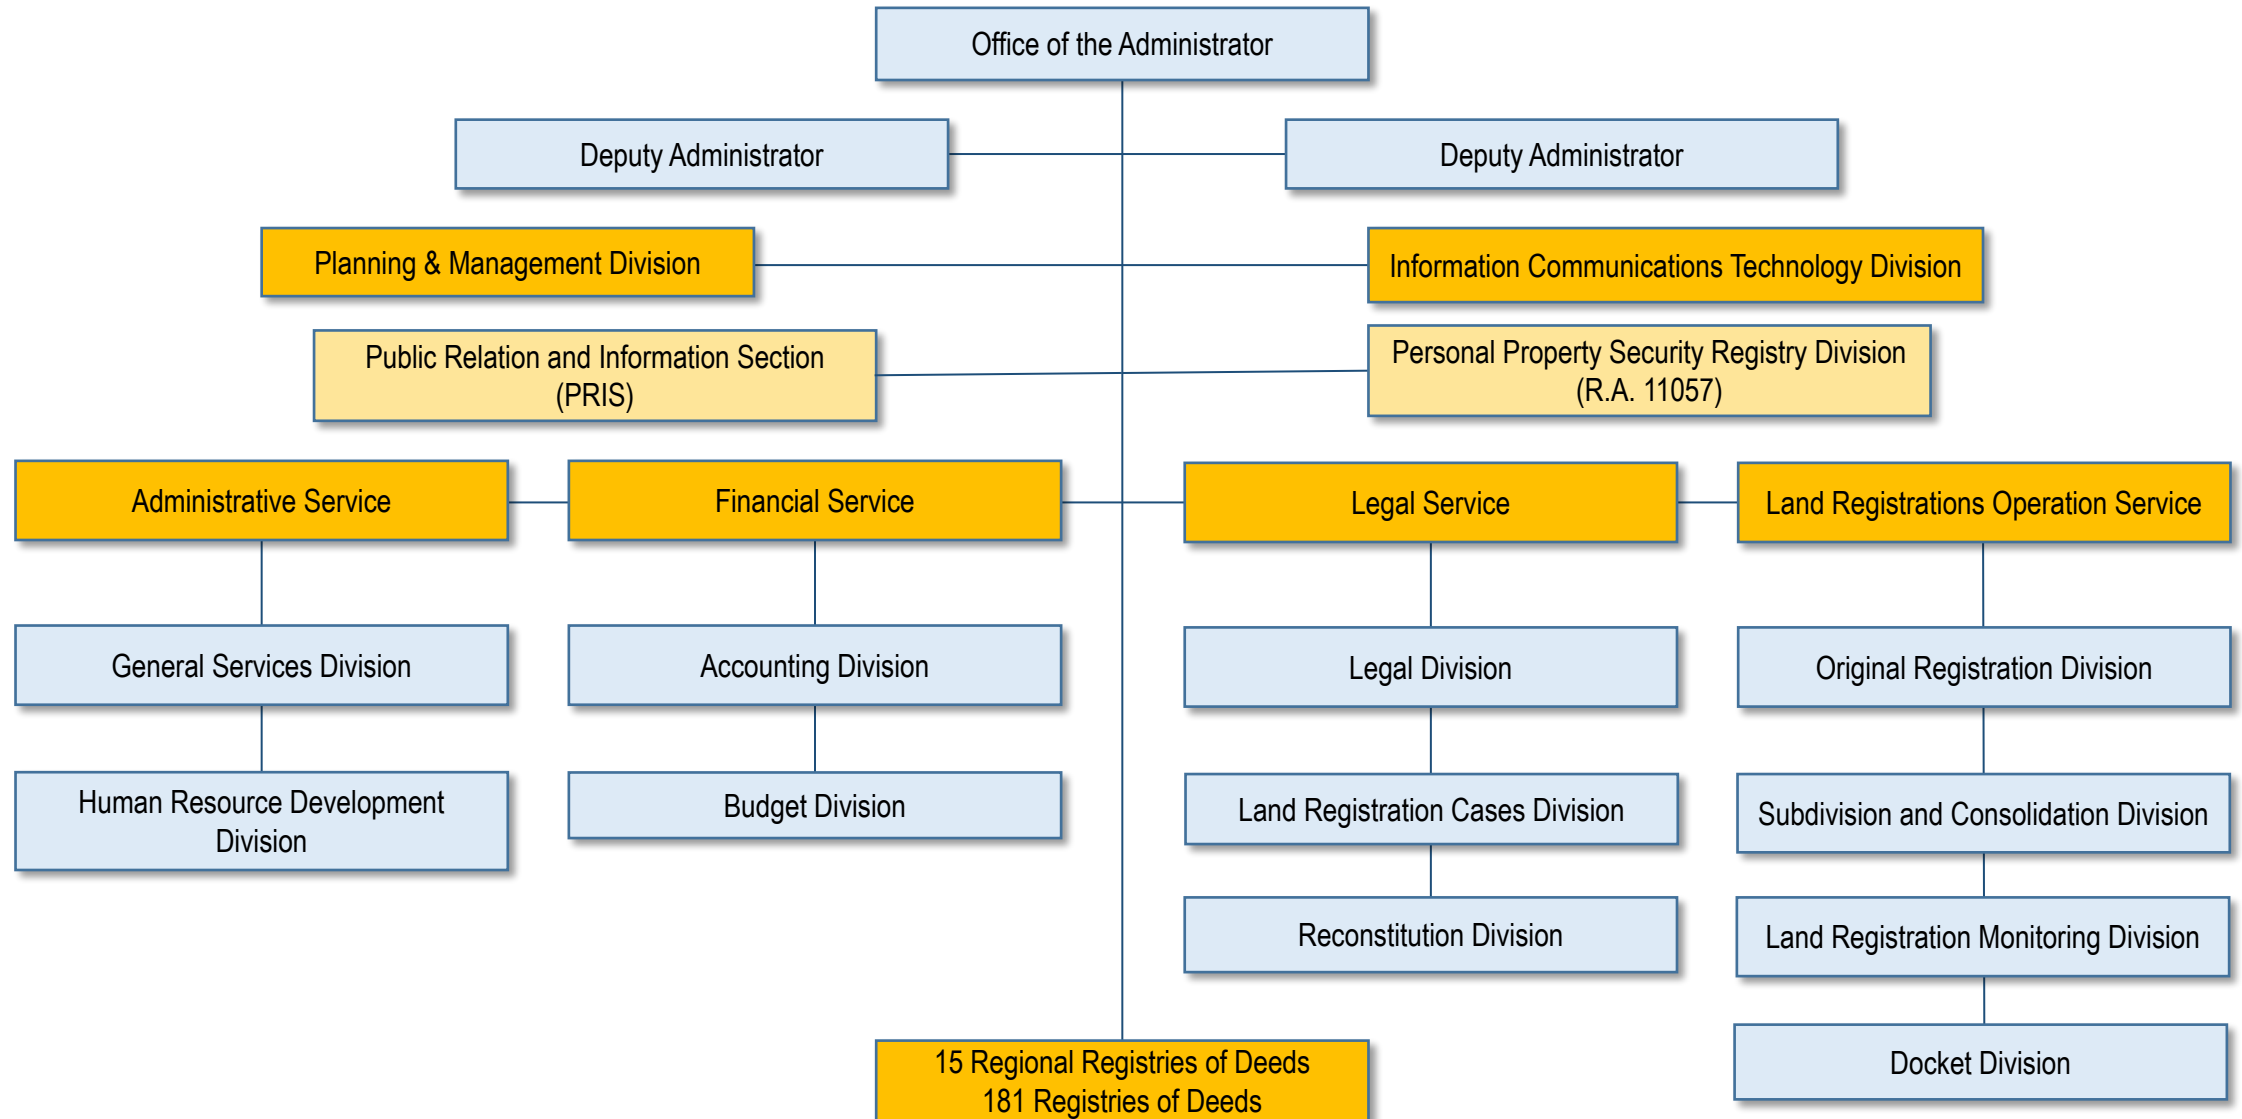 Office of the Administrator
Deputy Administrator
Deputy Administrator
Planning & Management Division
Information Communications Technology Division
Public Relation and Information Section
(PRIS)
Personal Property Security Registry Division
(R.A. 11057)
Administrative Service
Financial Service
Legal Service
Land Registrations Operation Service
General Services Division
Accounting Division
Legal Division
Original Registration Division
Human Resource Development
Division
Budget Division
Land Registration Cases Division
Subdivision and Consolidation Division
Reconstitution Division
Land Registration Monitoring Division
15 Regional Registries of Deeds
181 Registries of Deeds
Docket Division